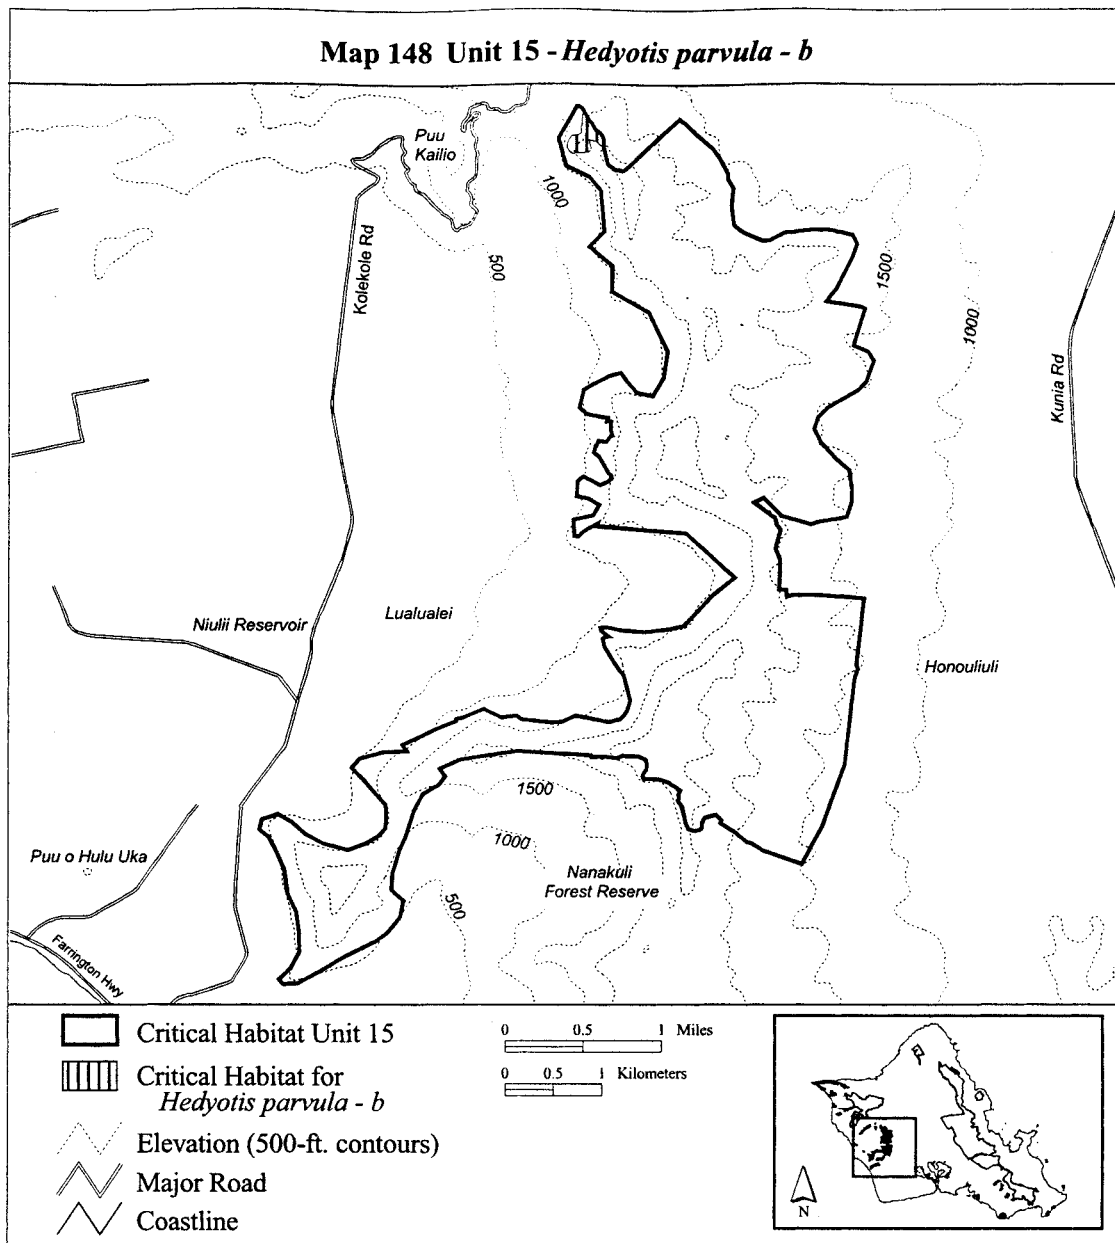 Map 148 Unit 15 - Hedyotis parvula - b
Puu
Kailio
1000
500
Kolekole Rd
1500
1000
Kunia Rd
Niulii Reservoir
Lualualei
Honouliuli
1500
1000
Puu o Hulu Uka
Nanakuli
Forest Reserve
500
Farrington Hwy
Critical Habitat Unit 15
Critical Habitat for
Hedyotis parvula - b
Elevation (500-ft. contours)
Major Road
Coastline
0 0.5 1 Miles
0 0.5 1 Kilometers
N